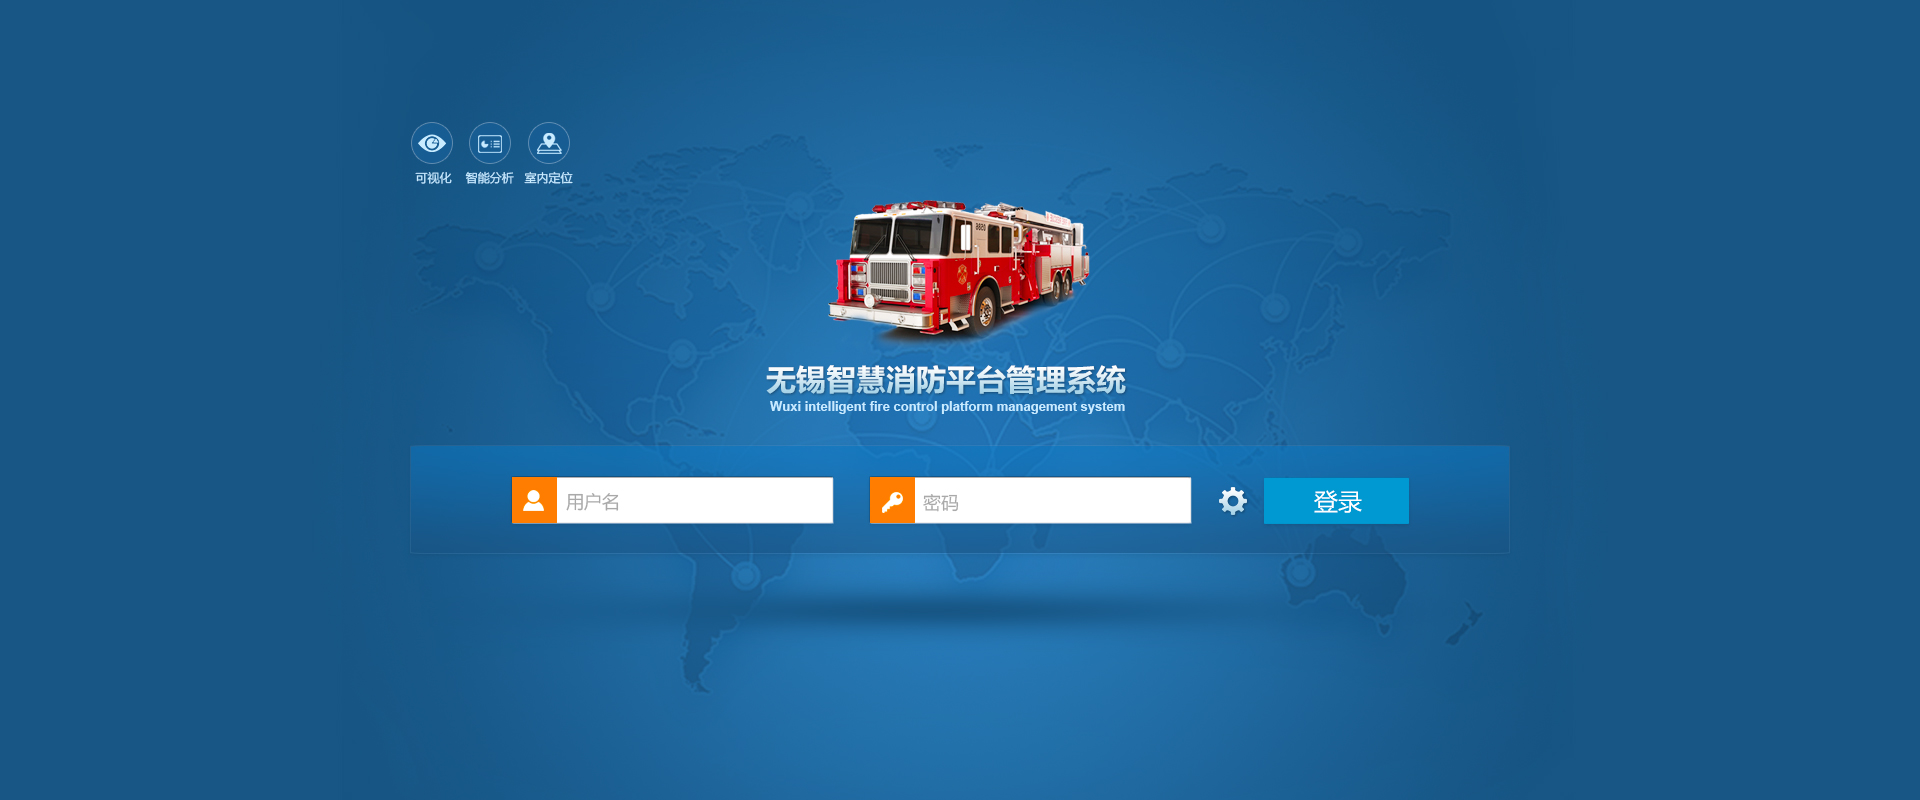 可视化 智能分析 室内定位
无锡智慧消防平台管理系统
Wuxi intelligent fire control platform management system
用户名 密码 登录